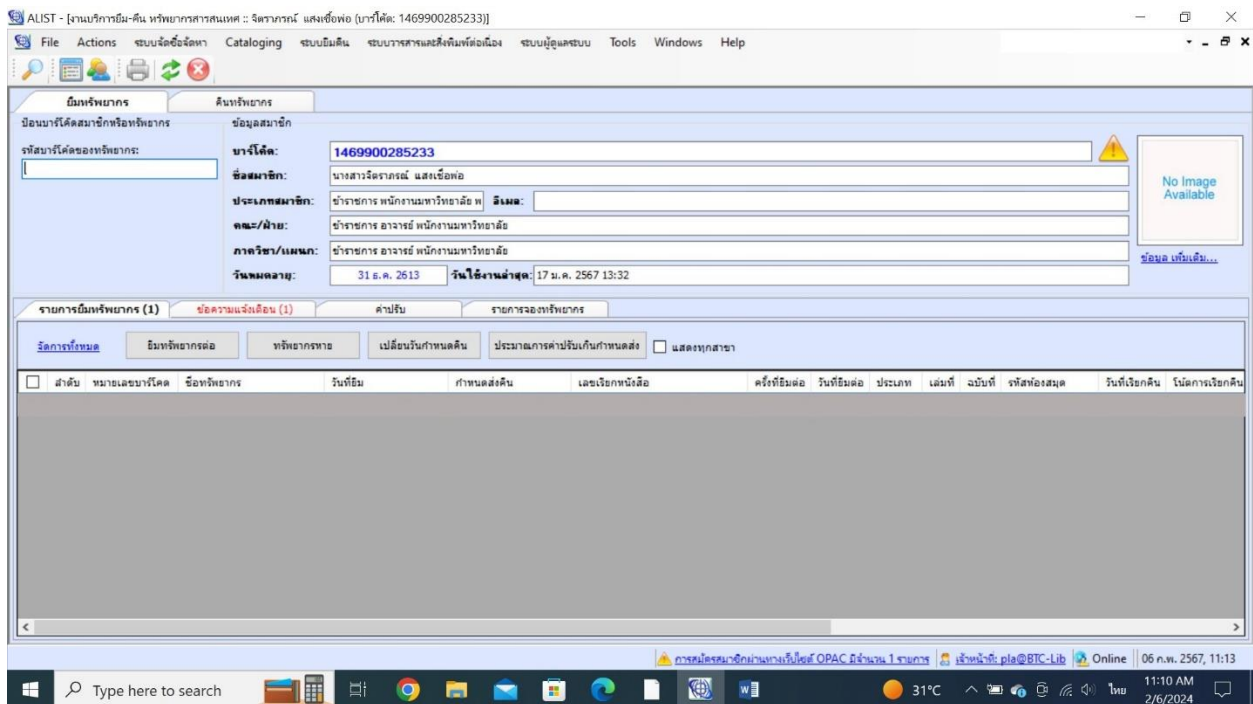 ALIST - [งานบริการยืม-คืน ทรัพยากรสารสนเทศ :: จิตราภรณ์ แสงเชื้อพ่อ (บาร์โค้ด: 1469900285233)]
File Actions ระบบจัดซื้อจัดหา Cataloging ระบบยืมคืน ระบบวารสารและสิ่งพิมพ์ต่อเนื่อง ระบบผู้ดูแลระบบ Tools Windows Help
ยืมทรัพยากร คืนทรัพยากร
ป้อนบาร์โค้ดสมาชิกหรือทรัพยากร ข้อมูลสมาชิก
รหัสบาร์โค้ดของทรัพยากร: บาร์โค้ด: 1469900285233
ชื่อสมาชิก: นางสาวจิตราภรณ์ แสงเชื้อพ่อ
No Image
Available
ประเภทสมาชิก: ข้าราชการ พนักงานมหาวิทยาลัย พ อีเมล:
คณะ/ฝ่าย: ข้าราชการ อาจารย์ พนักงานมหาวิทยาลัย
ภาควิชา/แผนก: ข้าราชการ อาจารย์ พนักงานมหาวิทยาลัย
ข้อมูล เพิ่มเติม...
วันหมดอายุ: 31 ธ.ค. 2613 วันใช้งานล่าสุด: 17 ม.ค. 2567 13:32
รายการยืมทรัพยากร (1) ข้อความแจ้งเตือน (1) ค่าปรับ รายการจองทรัพยากร
จัดการทั้งหมด ยืมทรัพยากรต่อ ทรัพยากรหาย เปลี่ยนวันกำหนดคืน ประมาณการค่าปรับเกินกำหนดส่ง แสดงทุกสาขา
ลำดับ หมายเลขบาร์โคด ชื่อทรัพยากร วันที่ยืม กำหนดส่งคืน เลขเรียกหนังสือ ครั้งที่ยืมต่อ วันที่ยืมต่อ ประเภท เล่มที่ ฉบับที่ รหัสห้องสมุด วันที่เรียกคืน โน้ตการเรียกคืน
การสมัครสมาชิกผ่านทางเว็บไซต์ OPAC มีจำนวน 1 รายการ เจ้าหน้าที่: pla@BTC-Lib Online 06 ก.พ. 2567, 11:13
Type here to search 31°C ไทย 11:10 AM
2/6/2024